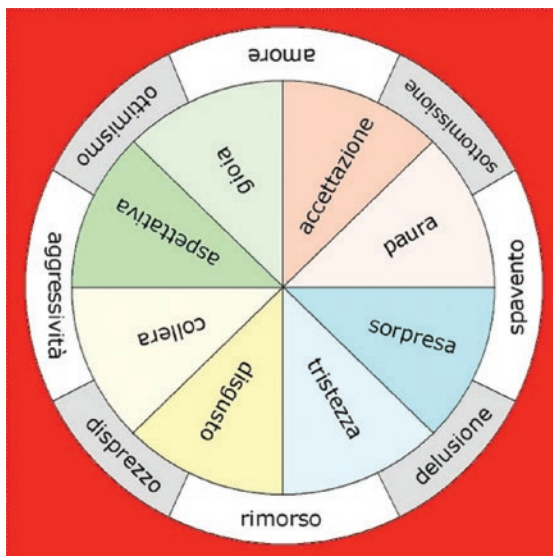 amore
sottomissione
spavento
delusione
rimorso
disprezzo
aggressività
ottimismo
gioia
accettazione
paura
sorpresa
tristezza
disgusto
collera
aspettativa